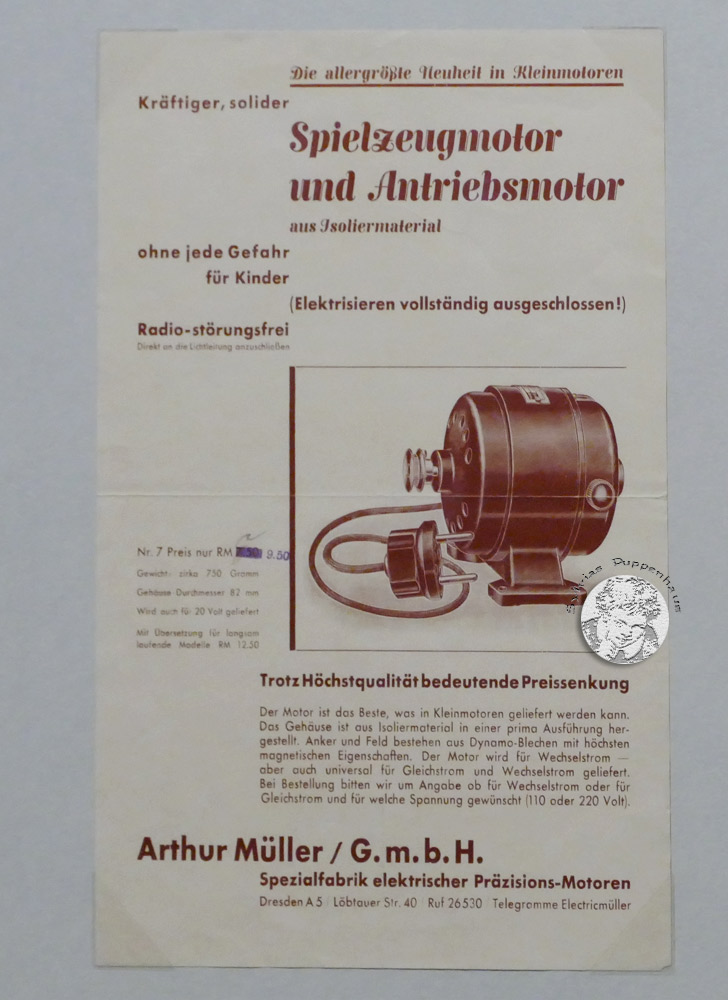 Die allergrößte Neuheit in Kleinmotoren
Kräftiger, solider
Spielzeugmotor
und Antriebsmotor
aus Isoliermaterial
ohne jede Gefahr
für Kinder
(Elektrisieren vollständig ausgeschlossen!)
Radio-störungsfrei
Direkt an die Lichtleitung anzuschließen
Nr. 7 Preis nur RM 7.50 9.50
Gewicht zirka 750 Gramm
Gehäuse Durchmesser 82 mm
Wird auch für 20 Volt geliefert
Mit Übersetzung für langsam
laufende Modelle RM 12.50
Sylvias Puppenhaus
Trotz Höchstqualität bedeutende Preissenkung
Der Motor ist das Beste, was in Kleinmotoren geliefert werden kann.
Das Gehäuse ist aus Isoliermaterial in einer prima Ausführung her-
gestellt. Anker und Feld bestehen aus Dynamo-Blechen mit höchsten
magnetischen Eigenschaften. Der Motor wird für Wechselstrom —
aber auch universal für Gleichstrom und Wechselstrom geliefert.
Bei Bestellung bitten wir um Angabe ob für Wechselstrom oder für
Gleichstrom und für welche Spannung gewünscht (110 oder 220 Volt).
Arthur Müller / G.m.b.H.
Spezialfabrik elektrischer Präzisions-Motoren
Dresden A 5 / Löbtauer Str. 40 / Ruf 26530 Telegramme Electricmüller